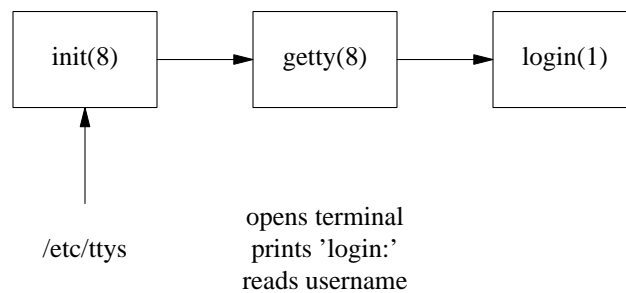 init(8)
getty(8)
login(1)
/etc/ttys
opens terminal
prints ’login:’
reads username